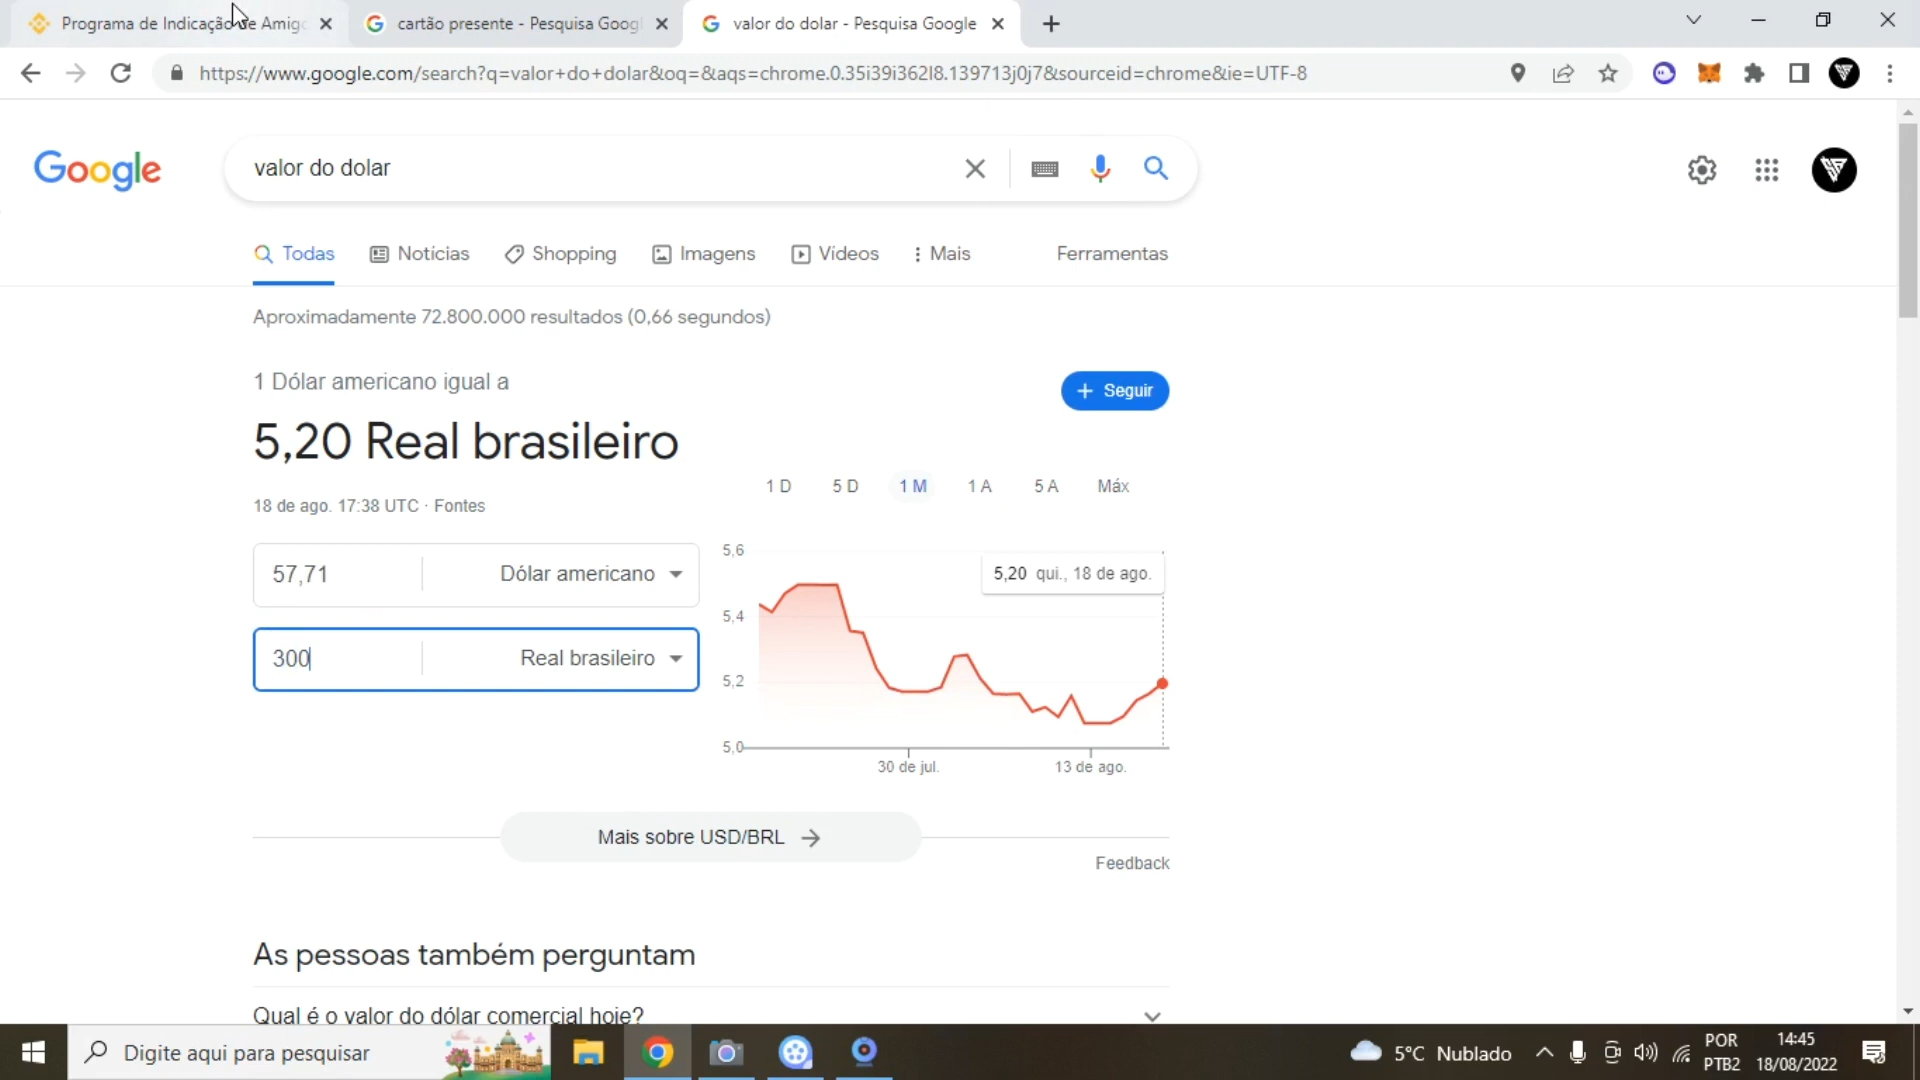 Programa de Indicação de Amigo
cartão presente - Pesquisa Goog
valor do dolar - Pesquisa Google
https://www.google.com/search?q=valor+do+dolar&oq=&aqs=chrome.0.35i39i362l8.139713j0j7&sourceid=chrome&ie=UTF-8
Google
valor do dolar
Todas
Notícias
Shopping
Imagens
Vídeos
Mais
Ferramentas
Aproximadamente 72.800.000 resultados (0,66 segundos)
1 Dólar americano igual a
+ Seguir
5,20 Real brasileiro
1 D
5 D
1 M
1 A
5 A
Máx
18 de ago. 17:38 UTC · Fontes
57,71
Dólar americano
300
Real brasileiro
5,6
5,4
5,2
5,0
5,20 qui., 18 de ago.
30 de jul.
13 de ago.
Mais sobre USD/BRL
Feedback
As pessoas também perguntam
Qual é o valor do dólar comercial hoje?
Digite aqui para pesquisar
5°C Nublado
POR
PTB2
14:45
18/08/2022